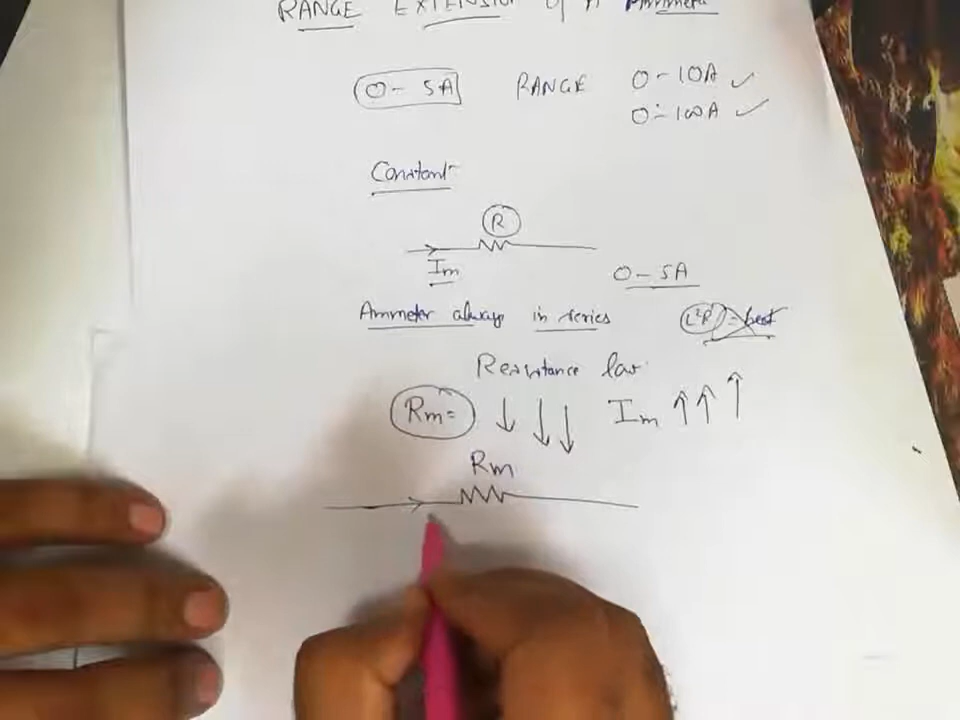 RANGE EXTENSION of A Ammeter
0 - 5A RANGE 0 - 10A ✓
0 - 100A ✓
Constant
R
Im
0 - 5A
Ammeter always in series I²R = heat
Resistance low
Rm = ↓ ↓ ↓ Im ↑ ↑ ↑
Rm